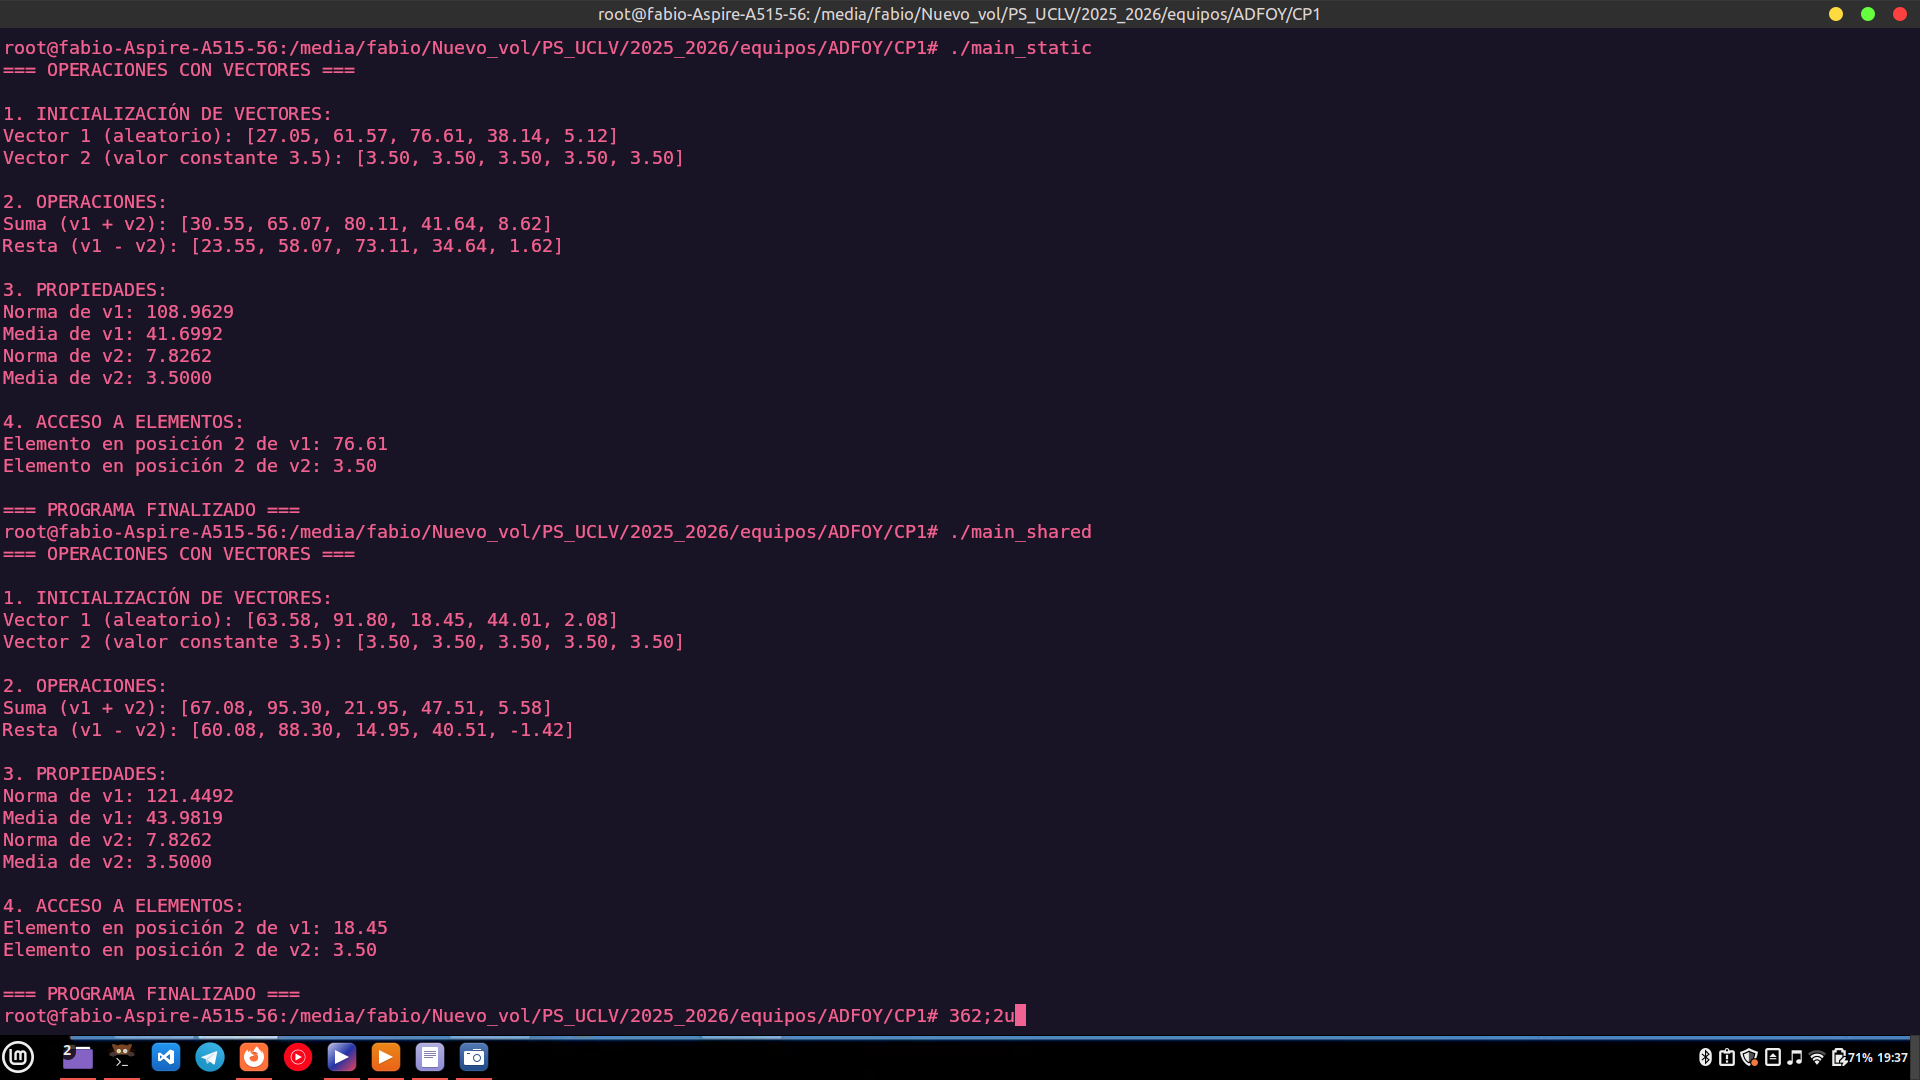 root@fabio-Aspire-A515-56: /media/fabio/Nuevo_vol/PS_UCLV/2025_2026/equipos/ADFOY/CP1
root@fabio-Aspire-A515-56:/media/fabio/Nuevo_vol/PS_UCLV/2025_2026/equipos/ADFOY/CP1# ./main_static
=== OPERACIONES CON VECTORES ===
1. INICIALIZACIÓN DE VECTORES:
Vector 1 (aleatorio): [27.05, 61.57, 76.61, 38.14, 5.12]
Vector 2 (valor constante 3.5): [3.50, 3.50, 3.50, 3.50, 3.50]
2. OPERACIONES:
Suma (v1 + v2): [30.55, 65.07, 80.11, 41.64, 8.62]
Resta (v1 - v2): [23.55, 58.07, 73.11, 34.64, 1.62]
3. PROPIEDADES:
Norma de v1: 108.9629
Media de v1: 41.6992
Norma de v2: 7.8262
Media de v2: 3.5000
4. ACCESO A ELEMENTOS:
Elemento en posición 2 de v1: 76.61
Elemento en posición 2 de v2: 3.50
=== PROGRAMA FINALIZADO ===
root@fabio-Aspire-A515-56:/media/fabio/Nuevo_vol/PS_UCLV/2025_2026/equipos/ADFOY/CP1# ./main_shared
=== OPERACIONES CON VECTORES ===
1. INICIALIZACIÓN DE VECTORES:
Vector 1 (aleatorio): [63.58, 91.80, 18.45, 44.01, 2.08]
Vector 2 (valor constante 3.5): [3.50, 3.50, 3.50, 3.50, 3.50]
2. OPERACIONES:
Suma (v1 + v2): [67.08, 95.30, 21.95, 47.51, 5.58]
Resta (v1 - v2): [60.08, 88.30, 14.95, 40.51, -1.42]
3. PROPIEDADES:
Norma de v1: 121.4492
Media de v1: 43.9819
Norma de v2: 7.8262
Media de v2: 3.5000
4. ACCESO A ELEMENTOS:
Elemento en posición 2 de v1: 18.45
Elemento en posición 2 de v2: 3.50
=== PROGRAMA FINALIZADO ===
root@fabio-Aspire-A515-56:/media/fabio/Nuevo_vol/PS_UCLV/2025_2026/equipos/ADFOY/CP1# 362;2u
2
71% 19:37